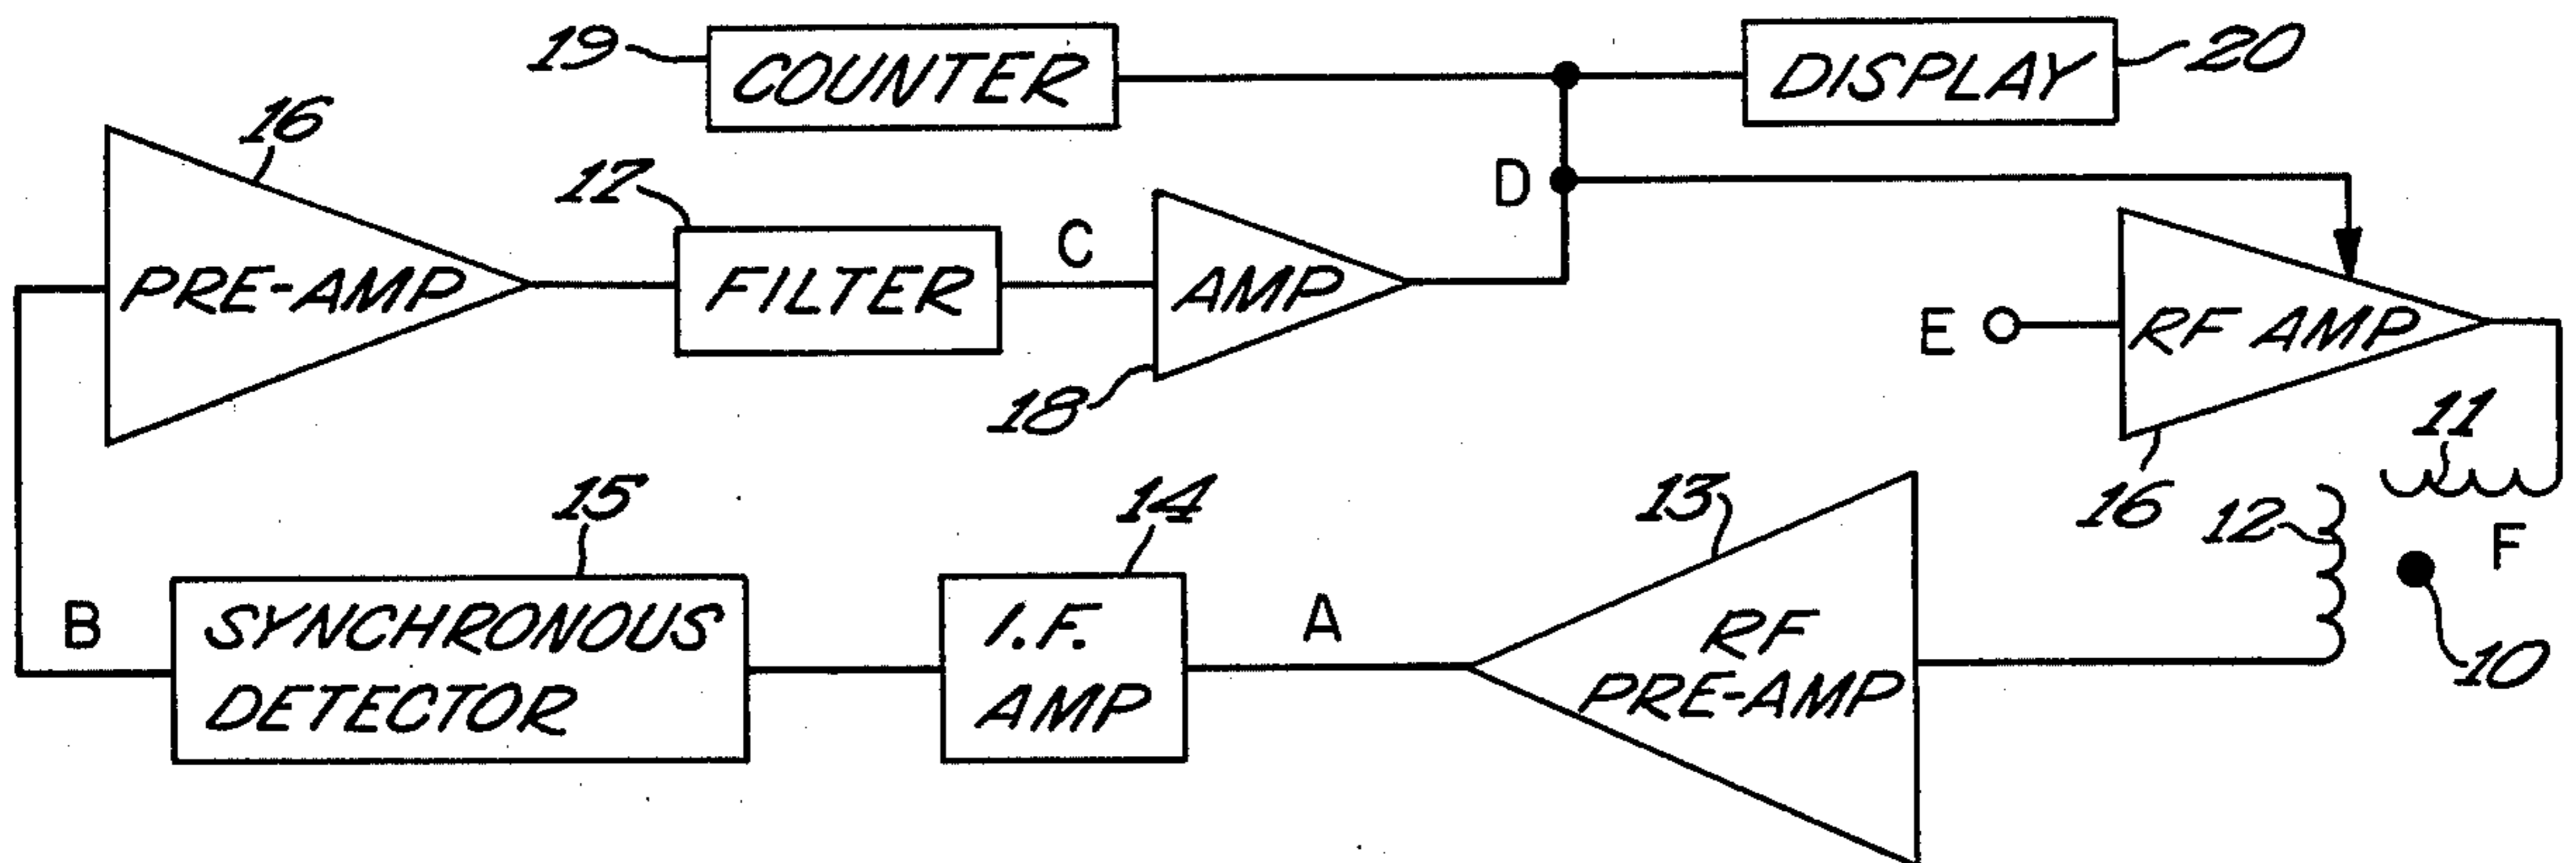 19
COUNTER
DISPLAY
20
16
PRE-AMP
17
FILTER
C
AMP
18
D
E
RF AMP
16
11
12
F
10
13
RF
PRE-AMP
A
14
I.F.
AMP
15
SYNCHRONOUS
DETECTOR
B